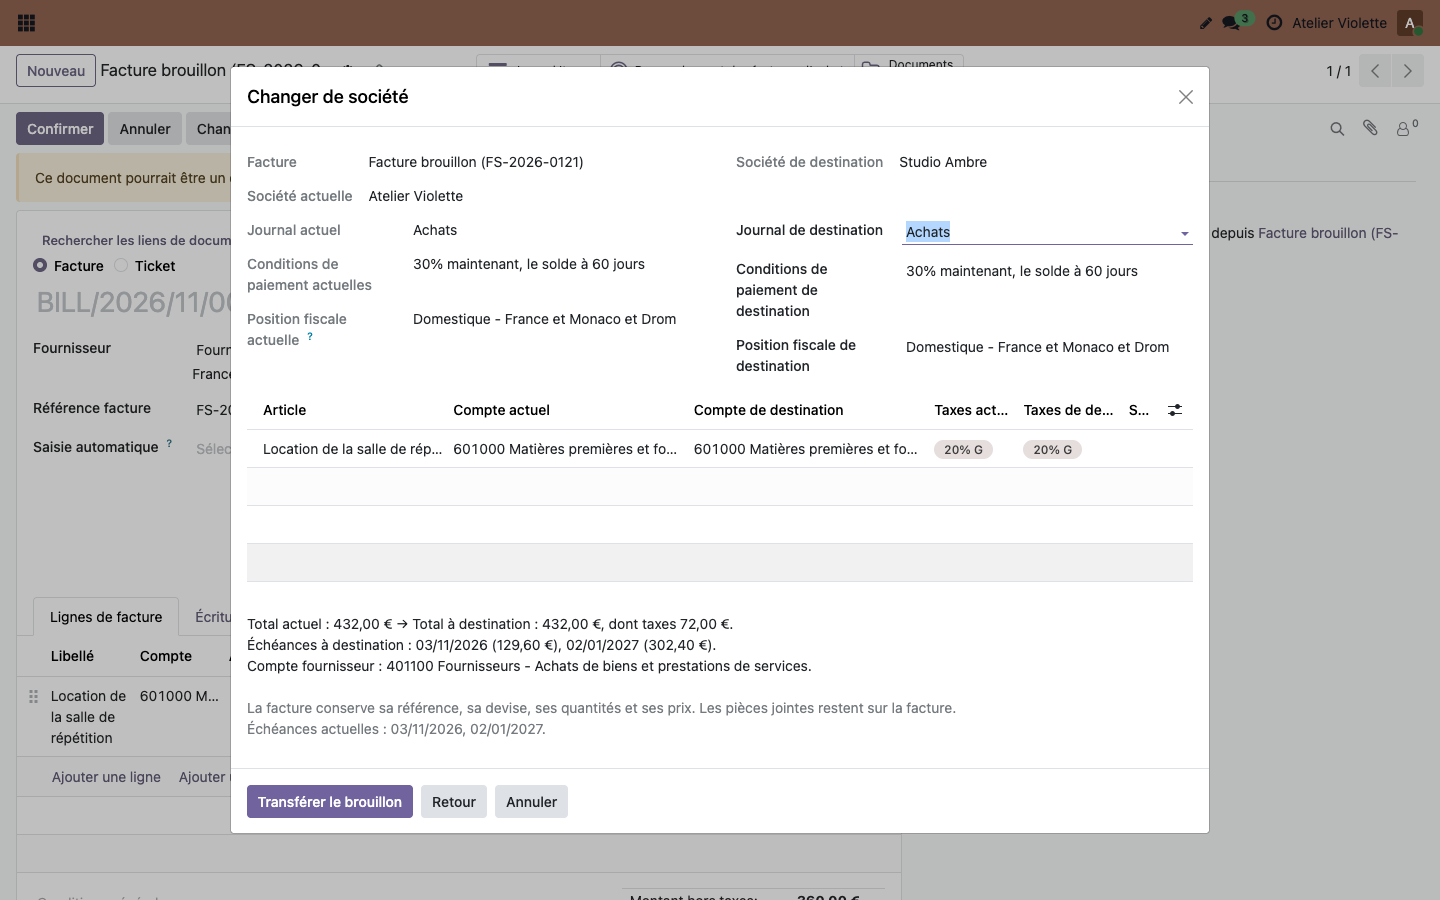 3
Atelier Violette
A
Nouveau
Facture brouillon
Documents
1 / 1
Confirmer
Annuler
0
Ce document pourrait être un
Rechercher les liens de docum
Facture
Ticket
BILL/2026/11/0
Fournisseur
Fourn
France
Référence facture
FS-2
Saisie automatique ?
Sélec
depuis Facture brouillon (FS-
Lignes de facture
Écritu
Libellé
Compte
Location de
la salle de
répétition
601000 M...
Ajouter une ligne
Ajouter
Changer de société
Facture
Facture brouillon (FS-2026-0121)
Société de destination
Studio Ambre
Société actuelle
Atelier Violette
Journal actuel
Achats
Journal de destination
Achats
Conditions de
paiement actuelles
30% maintenant, le solde à 60 jours
Conditions de
paiement de
destination
30% maintenant, le solde à 60 jours
Position fiscale
actuelle ?
Domestique - France et Monaco et Drom
Position fiscale de
destination
Domestique - France et Monaco et Drom
Article
Compte actuel
Compte de destination
Taxes act...
Taxes de de...
S...
Location de la salle de rép...
601000 Matières premières et fo...
601000 Matières premières et fo...
20% G
20% G
Total actuel : 432,00 € → Total à destination : 432,00 €, dont taxes 72,00 €.
Échéances à destination : 03/11/2026 (129,60 €), 02/01/2027 (302,40 €).
Compte fournisseur : 401100 Fournisseurs - Achats de biens et prestations de services.
La facture conserve sa référence, sa devise, ses quantités et ses prix. Les pièces jointes restent sur la facture.
Échéances actuelles : 03/11/2026, 02/01/2027.
Transférer le brouillon
Retour
Annuler